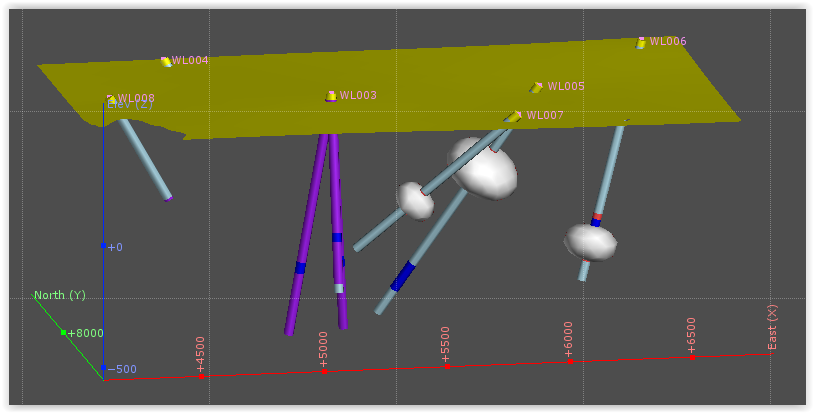 WL006
WL004
WL005
WL008
WL003
Elev (Z)
WL007
+0
North (Y)
+8000
-500
+4500
+5000
+5500
+6000
+6500
East (X)